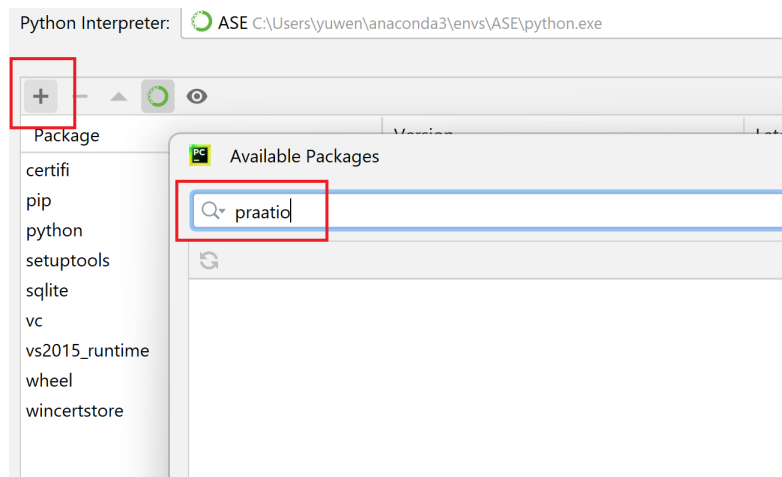 Python Interpreter: ASE C:\Users\yuwen\anaconda3\envs\ASE\python.exe
Package
PC Available Packages
certifi
praatio
pip
python
setuptools
sqlite
vc
vs2015_runtime
wheel
wincertstore